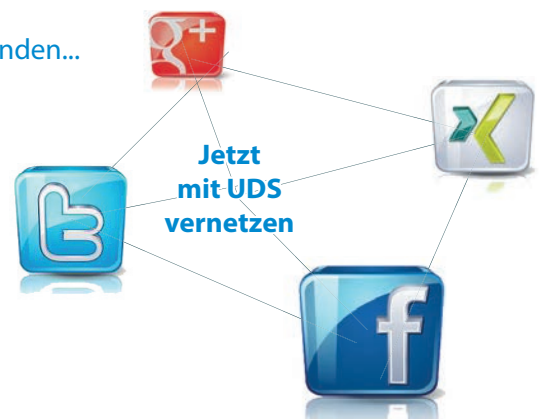 nden...
g+
Jetzt
mit UDS
vernetzen
t
f